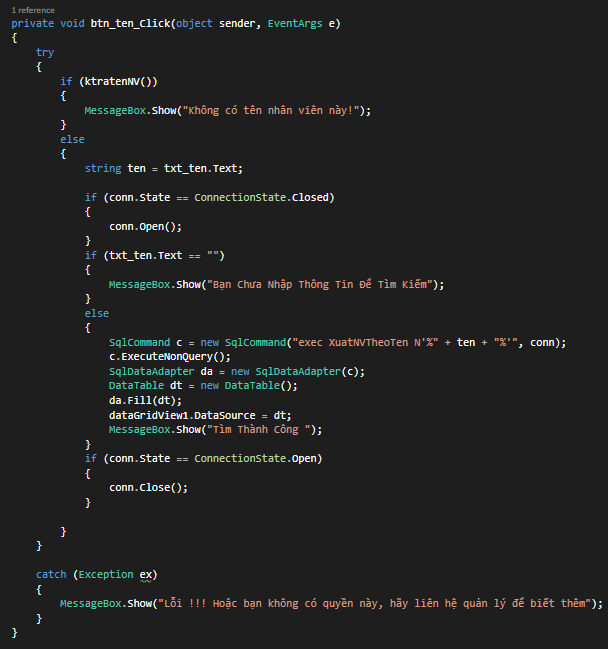 1 reference
private void btn_ten_Click(object sender, EventArgs e)
{
try
{
if (ktratenNV())
{
MessageBox.Show("Không có tên nhân viên này!");
}
else
{
string ten = txt_ten.Text;
if (conn.State == ConnectionState.Closed)
{
conn.Open();
}
if (txt_ten.Text == "")
{
MessageBox.Show("Bạn Chưa Nhập Thông Tin Để Tìm Kiếm");
}
else
{
SqlCommand c = new SqlCommand("exec XuatNVTheoTen N'%" + ten + "%'", conn);
c.ExecuteNonQuery();
SqlDataAdapter da = new SqlDataAdapter(c);
DataTable dt = new DataTable();
da.Fill(dt);
dataGridView1.DataSource = dt;
MessageBox.Show("Tìm Thành Công ");
}
if (conn.State == ConnectionState.Open)
{
conn.Close();
}
}
}
catch (Exception ex)
{
MessageBox.Show("Lỗi !!! Hoặc bạn không có quyền này, hãy liên hệ quản lý để biết thêm");
}
}